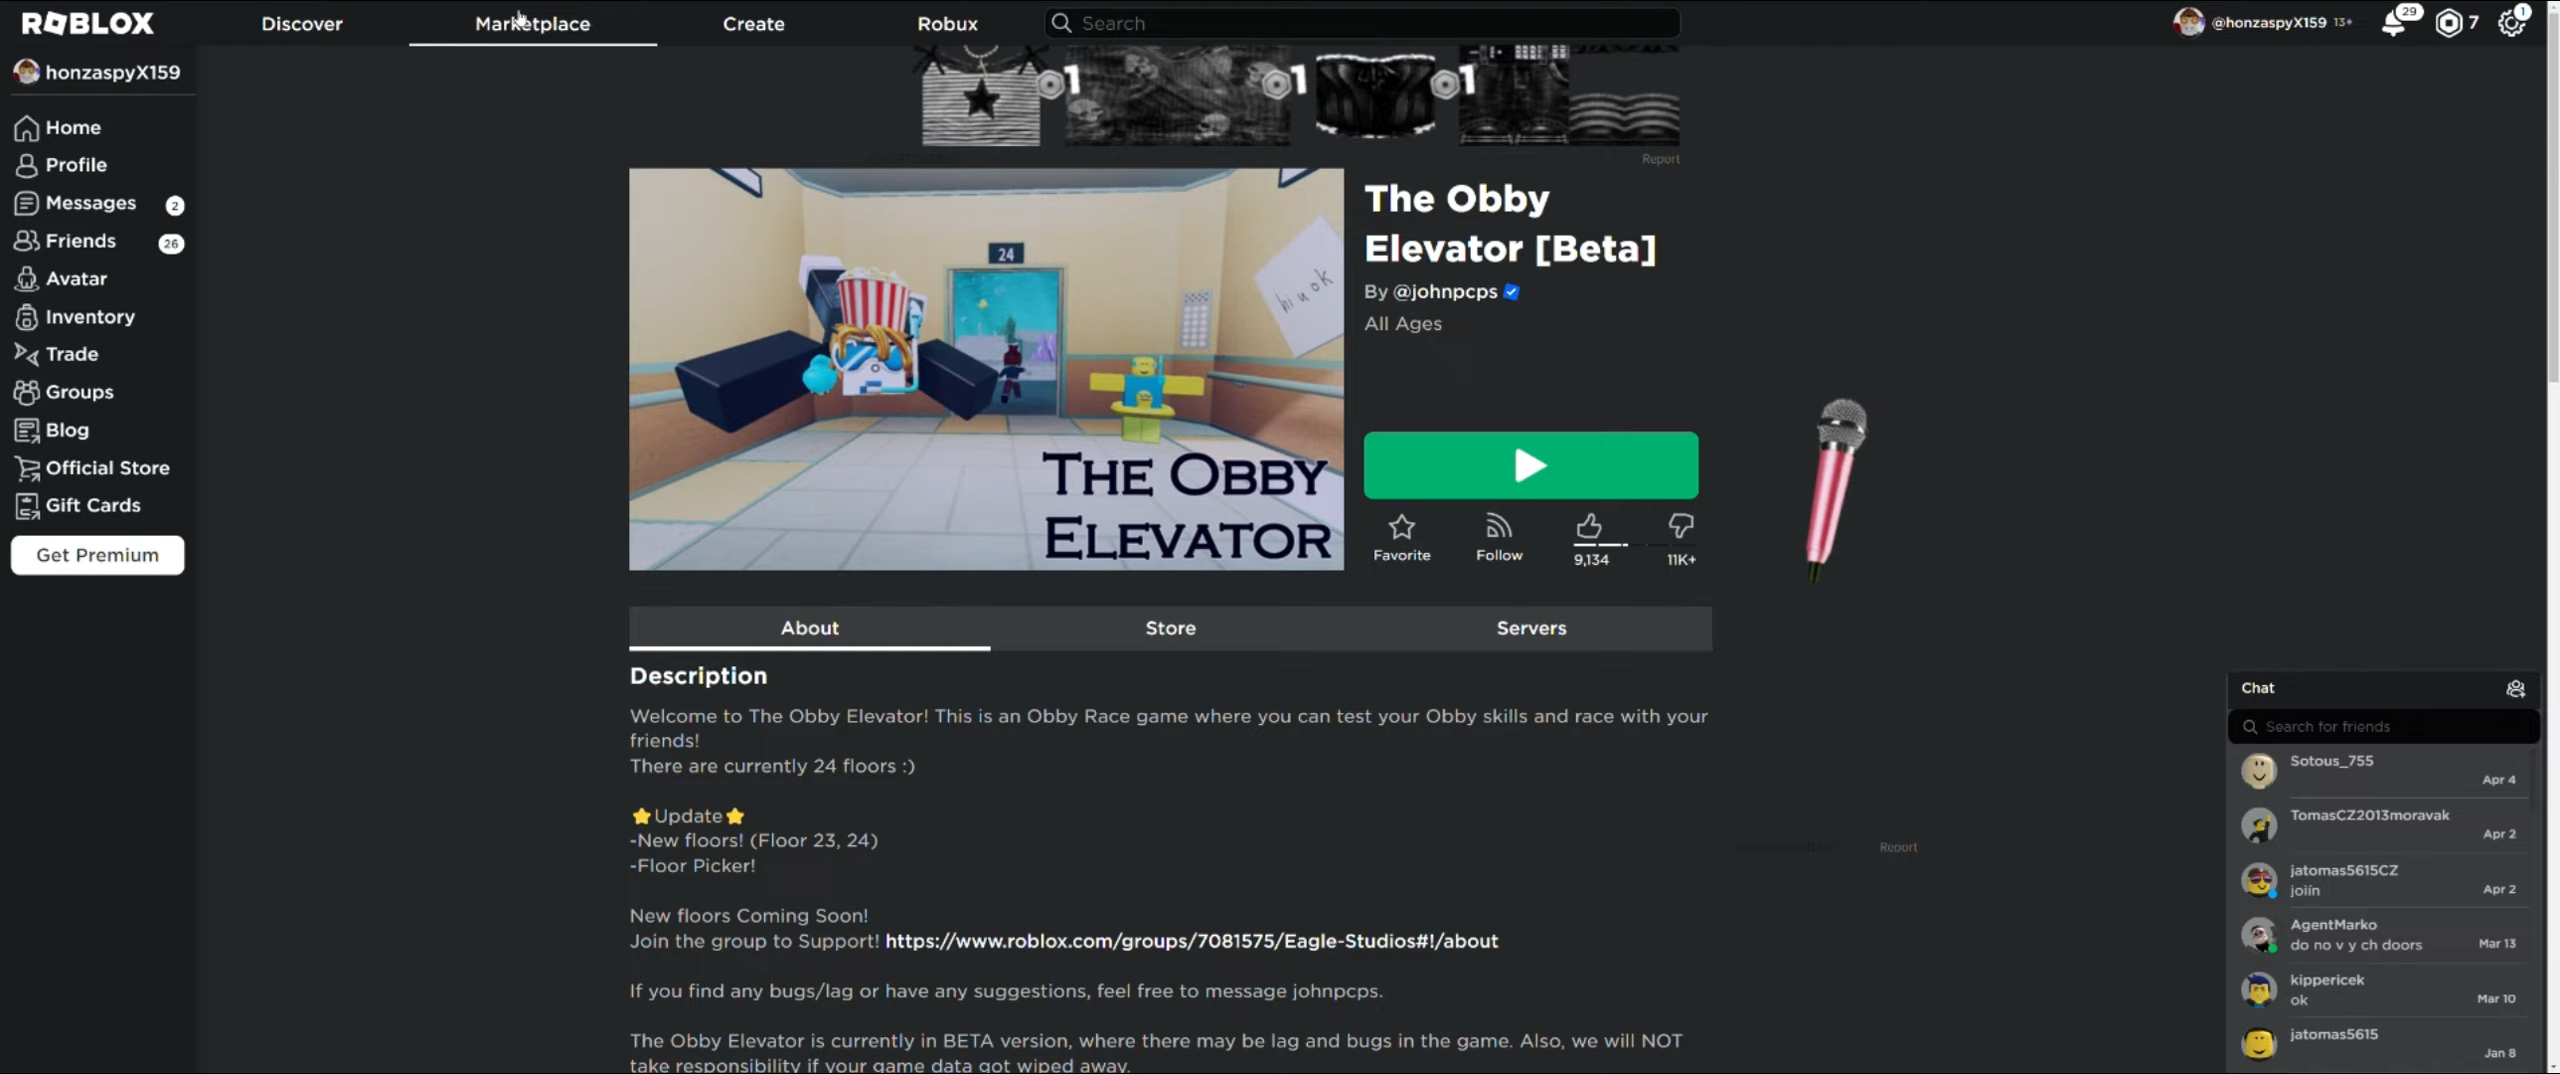 ROBLOX
Discover
Marketplace
Create
Robux
Search
@honzaspyX159 13+
29
7
1
honzaspyX159
Home
Profile
Messages 2
Friends 26
Avatar
Inventory
Trade
Groups
Blog
Official Store
Gift Cards
Get Premium
1
1
1
Report
24
hi u ok
THE OBBY
ELEVATOR
The Obby
Elevator [Beta]
By @johnpcps
All Ages
Favorite
Follow
9,134
11K+
About
Store
Servers
Description
Welcome to The Obby Elevator! This is an Obby Race game where you can test your Obby skills and race with your
friends!
There are currently 24 floors :)
⭐Update⭐
-New floors! (Floor 23, 24)
-Floor Picker!
New floors Coming Soon!
Join the group to Support! https://www.roblox.com/groups/7081575/Eagle-Studios#!/about
If you find any bugs/lag or have any suggestions, feel free to message johnpcps.
The Obby Elevator is currently in BETA version, where there may be lag and bugs in the game. Also, we will NOT
take responsibility if your game data got wiped away.
Report
Chat
Search for friends
Sotous_755
Apr 4
TomasCZ2013moravak
Apr 2
jatomas5615CZ
joiín
Apr 2
AgentMarko
do no v y ch doors
Mar 13
kippericek
ok
Mar 10
jatomas5615
Jan 8